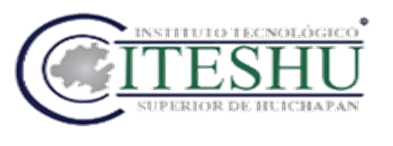 INSTITUTO TECNOLÓGICO
ITESHU
SUPERIOR DE HUICHAPAN